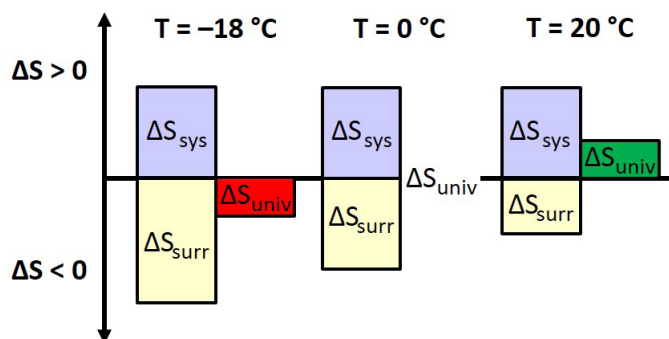 T = –18 °C T = 0 °C T = 20 °C
ΔS > 0
ΔSsys ΔSsys ΔSsys
ΔSuniv
ΔSuniv ΔSuniv
ΔSsurr ΔSsurr ΔSsurr
ΔS < 0